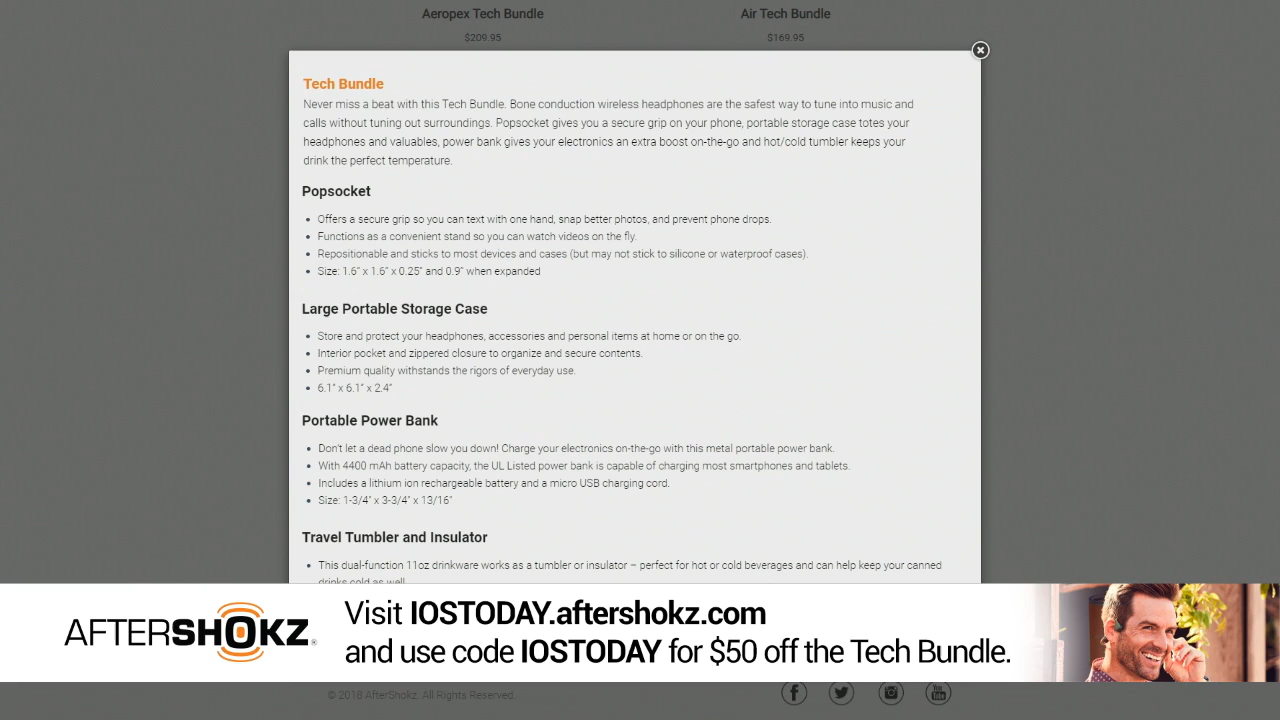 Aeropex Tech Bundle
Air Tech Bundle
$209.95
$169.95
Tech Bundle
Never miss a beat with this Tech Bundle. Bone conduction wireless headphones are the safest way to tune into music and
calls without tuning out surroundings. Popsocket gives you a secure grip on your phone, portable storage case totes your
headphones and valuables, power bank gives your electronics an extra boost on-the-go and hot/cold tumbler keeps your
drink the perfect temperature.
Popsocket
• Offers a secure grip so you can text with one hand, snap better photos, and prevent phone drops.
• Functions as a convenient stand so you can watch videos on the fly.
• Repositionable and sticks to most devices and cases (but may not stick to silicone or waterproof cases).
• Size: 1.6" x 1.6" x 0.25" and 0.9" when expanded
Large Portable Storage Case
• Store and protect your headphones, accessories and personal items at home or on the go.
• Interior pocket and zippered closure to organize and secure contents.
• Premium quality withstands the rigors of everyday use.
• 6.1" x 6.1" x 2.4"
Portable Power Bank
• Don't let a dead phone slow you down! Charge your electronics on-the-go with this metal portable power bank.
• With 4400 mAh battery capacity, the UL Listed power bank is capable of charging most smartphones and tablets.
• Includes a lithium ion rechargeable battery and a micro USB charging cord.
• Size: 1-3/4" x 3-3/4" x 13/16"
Travel Tumbler and Insulator
• This dual-function 11oz drinkware works as a tumbler or insulator – perfect for hot or cold beverages and can help keep your canned
drinks cold as well.
AFTERSHOKZ®
Visit IOSTODAY.aftershokz.com
and use code IOSTODAY for $50 off the Tech Bundle.
© 2018 AfterShokz. All Rights Reserved.
You Tube